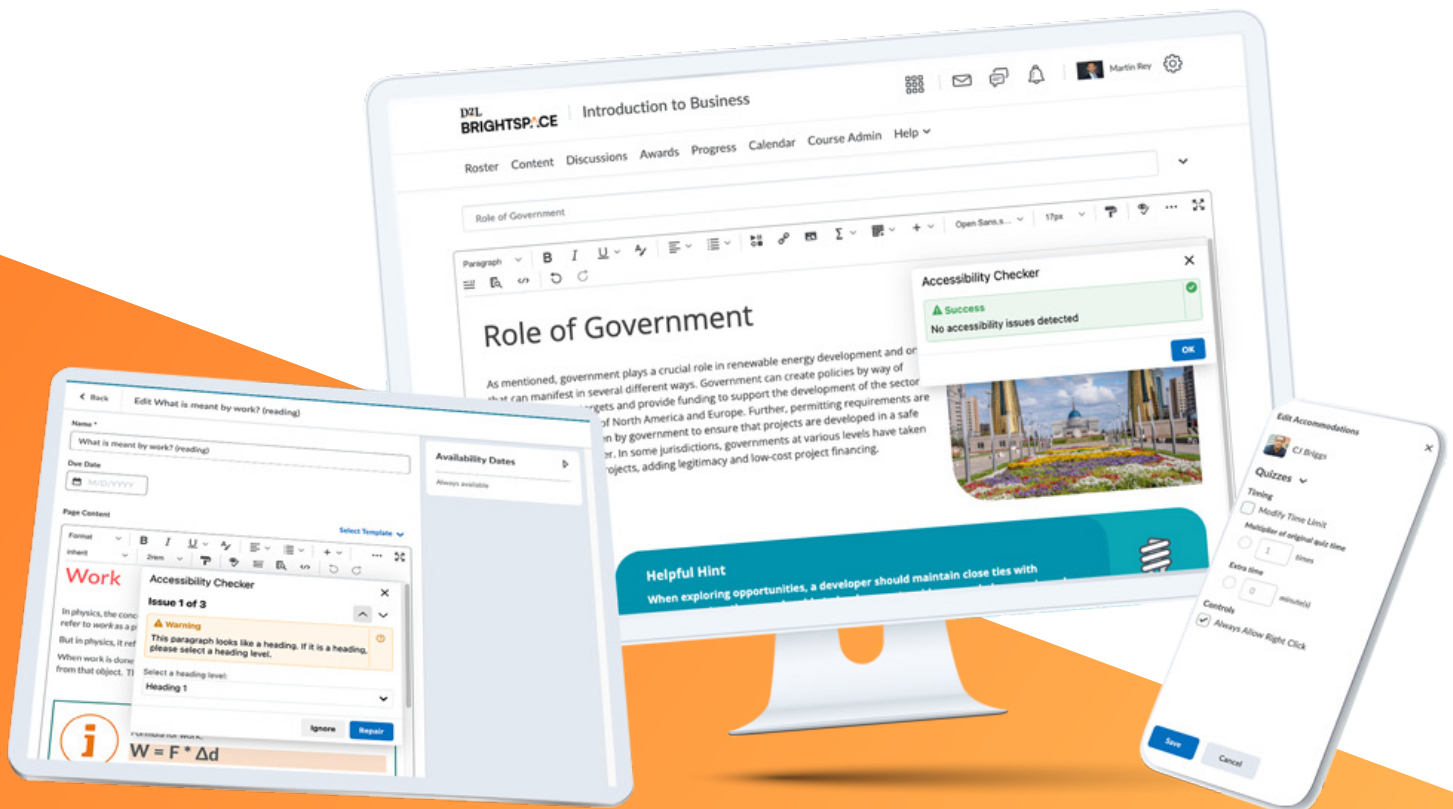 D2L
BRIGHTSPACE
Introduction to Business
Martin Rey
Roster Content Discussions Awards Progress Calendar Course Admin Help
Role of Government
Paragraph B I U Open Sans,s... 17px
Accessibility Checker
Success
No accessibility issues detected
OK
Role of Government
As mentioned, government plays a crucial role in renewable energy development and
that can manifest in several different ways. Government can create policies by way of
and provide funding to support the development of the sector
of North America and Europe. Further, permitting requirements are
by government to ensure that projects are developed in a safe
In some jurisdictions, governments at various levels have taken
adding legitimacy and low-cost project financing.
Helpful Hint
When exploring opportunities, a developer should maintain close ties with
Back Edit What is meant by work? (reading)
Name *
What is meant by work? (reading)
Due Date
M/D/YYYY
Availability Dates
Always available
Page Content
Select Template
Format B I U
inherit 2rem
Work
In physics, the
refer to work as a
But in physics, it
When work is done
from that object.
Accessibility Checker
Issue 1 of 3
Warning
This paragraph looks like a heading. If it is a heading,
please select a heading level.
Select a heading level:
Heading 1
Ignore Repair
i
W = F * Δd
Edit Accommodations
CJ Briggs
Quizzes
Timing
Modify Time Limit
Multiplier of original quiz time
1 times
Extra time
0 minute(s)
Controls
Always Allow Right Click
Save Cancel